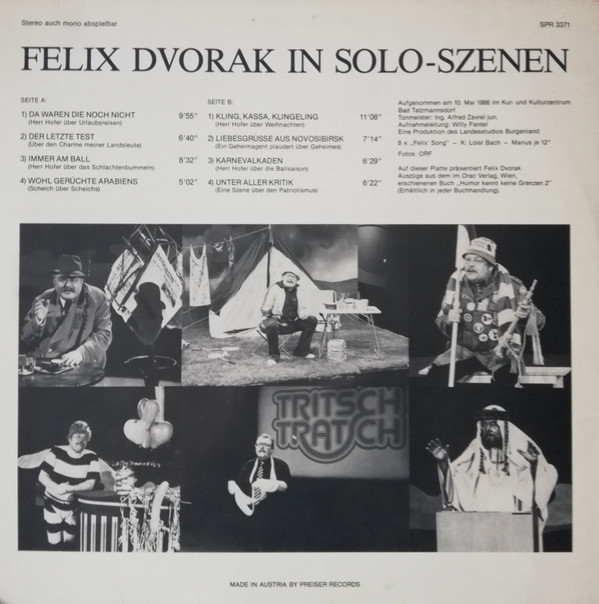 Stereo auch mono abspielbar
SPR 3371
FELIX DVORAK IN SOLO-SZENEN
SEITE A:
1) DA WAREN DIE NOCH NICHT 9'55"
(Herr Hofer über Urlaubsreisen)
2) DER LETZTE TEST 6'40"
(Über den Charme meiner Landsleute)
3) IMMER AM BALL 8'32"
(Herr Hofer über das Schlachtenbummeln)
4) WOHL GERÜCHTE ARABIENS 5'02"
(Scheich über Scheichs)
SEITE B:
1) KLING, KASSA, KLINGELING 11'08"
(Herr Hofer über Weihnachten)
2) LIEBESGRÜSSE AUS NOVOSIBIRSK 7'14"
(Ein Geheimagent plaudert über Geheimes)
3) KARNEVALKADEN 6'29"
(Herr Hofer über die Ballsaison)
4) UNTER ALLER KRITIK 6'22"
(Eine Szene über den Patriotismus)
Aufgenommen am 10. Mai 1986 im Kur- und Kulturzentrum
Bad Tatzmannsdorf
Tonmeister: Ing. Alfred Zavrel jun.
Aufnahmeleitung: Willy Fantel
Eine Produktion des Landesstudios Burgenland
8 x „Felix' Song" – K: Loisl Bach – Manus je 12"
Fotos: ORF
Auf dieser Platte präsentiert Felix Dvorak
Auszüge aus dem im Orac Verlag, Wien,
erschienenen Buch „Humor kennt keine Grenzen 2"
(Erhältlich in jeder Buchhandlung).
TRITSCH
TRATSCH
MADE IN AUSTRIA BY PREISER RECORDS